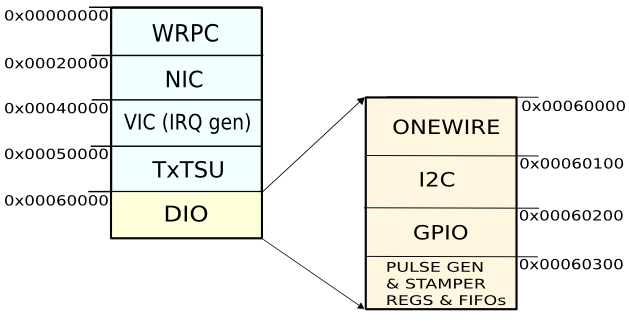 0x00000000
WRPC
0x00020000
NIC
0x00040000
VIC (IRQ gen)
0x00050000
TxTSU
0x00060000
DIO
0x00060000
ONEWIRE
0x00060100
I2C
0x00060200
GPIO
0x00060300
PULSE GEN
& STAMPER
REGS & FIFOs